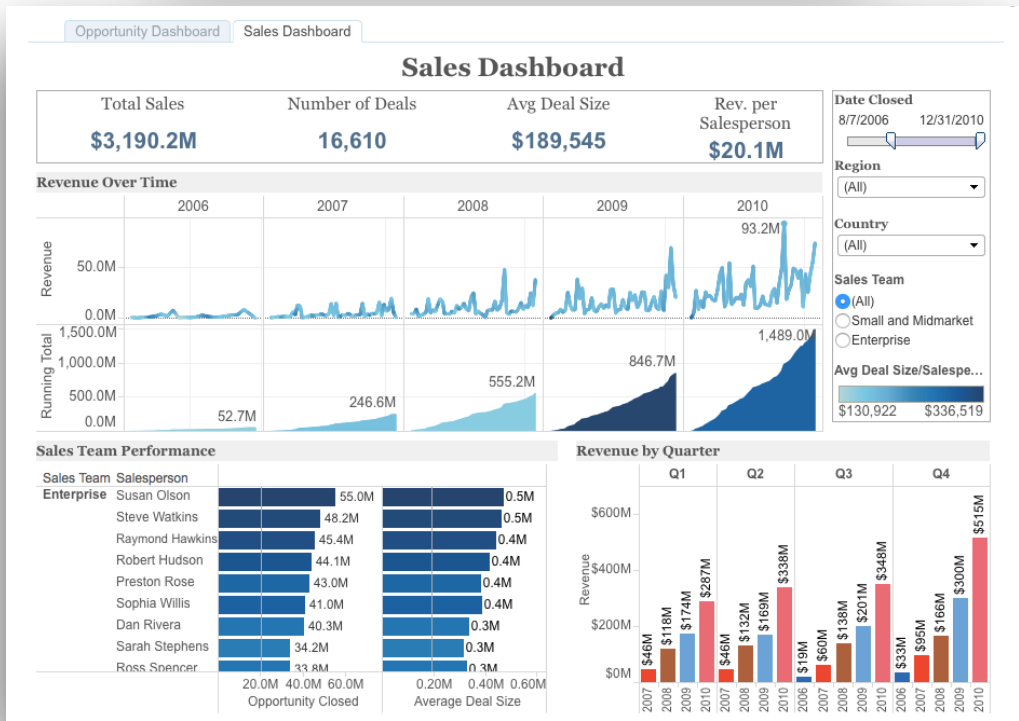 Opportunity Dashboard Sales Dashboard
Sales Dashboard
Total Sales
$3,190.2M
Number of Deals
16,610
Avg Deal Size
$189,545
Rev. per
Salesperson
$20.1M
Date Closed
8/7/2006 12/31/2010
Region
(All)
Country
(All)
Sales Team
(All)
Small and Midmarket
Enterprise
Avg Deal Size/Salespe...
$130,922 $336,519
Revenue Over Time
2006 2007 2008 2009 2010
Revenue
50.0M
0.0M
93.2M
Running Total
1,500.0M
1,000.0M
500.0M
0.0M
52.7M
246.6M
555.2M
846.7M
1,489.0M
Sales Team Performance
Sales Team Salesperson
Enterprise Susan Olson 55.0M 0.5M
Steve Watkins 48.2M 0.5M
Raymond Hawkins 45.4M 0.4M
Robert Hudson 44.1M 0.4M
Preston Rose 43.0M 0.4M
Sophia Willis 41.0M 0.4M
Dan Rivera 40.3M 0.3M
Sarah Stephens 34.2M 0.3M
Ross Spencer 33.8M 0.3M
20.0M 40.0M 60.0M 0.20M 0.40M 0.60M
Opportunity Closed Average Deal Size
Revenue by Quarter
Q1 Q2 Q3 Q4
Revenue
$600M
$400M
$200M
$0M
$46M $118M $174M $287M
$46M $132M $169M $338M
$19M $60M $138M $201M $348M
$33M $95M $166M $300M $515M
2007 2008 2009 2010 2007 2008 2009 2010 2006 2007 2008 2009 2010 2006 2007 2008 2009 2010